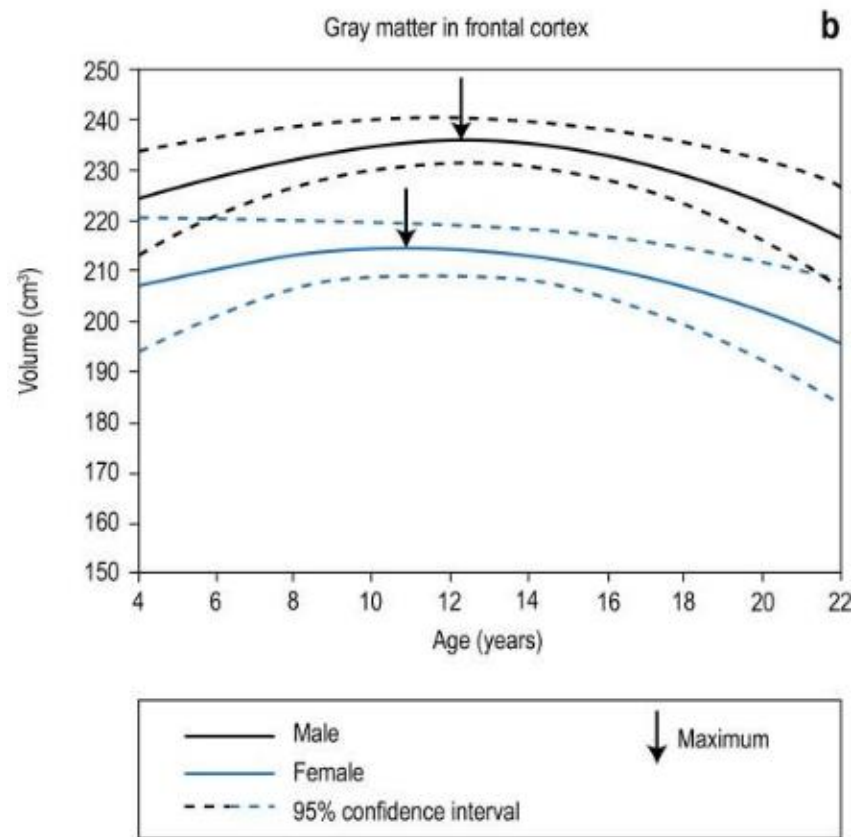 Gray matter in frontal cortex
b
250
240
230
220
210
200
190
180
170
160
150
Volume (cm³)
4 6 8 10 12 14 16 18 20 22
Age (years)
Male
Maximum
Female
95% confidence interval